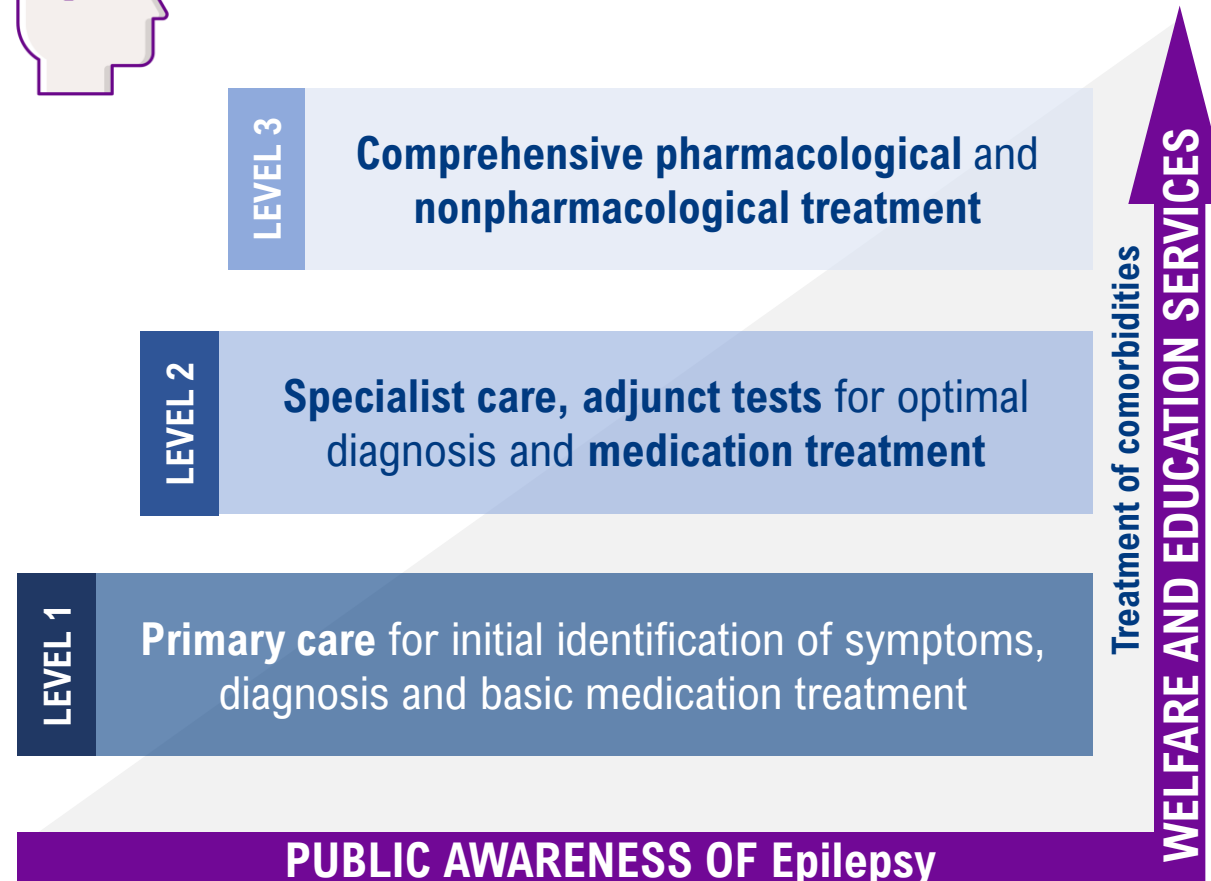 LEVEL 3
Comprehensive pharmacological and
nonpharmacological treatment
LEVEL 2
Specialist care, adjunct tests for optimal
diagnosis and medication treatment
LEVEL 1
Primary care for initial identification of symptoms,
diagnosis and basic medication treatment
Treatment of comorbidities
WELFARE AND EDUCATION SERVICES
PUBLIC AWARENESS OF Epilepsy